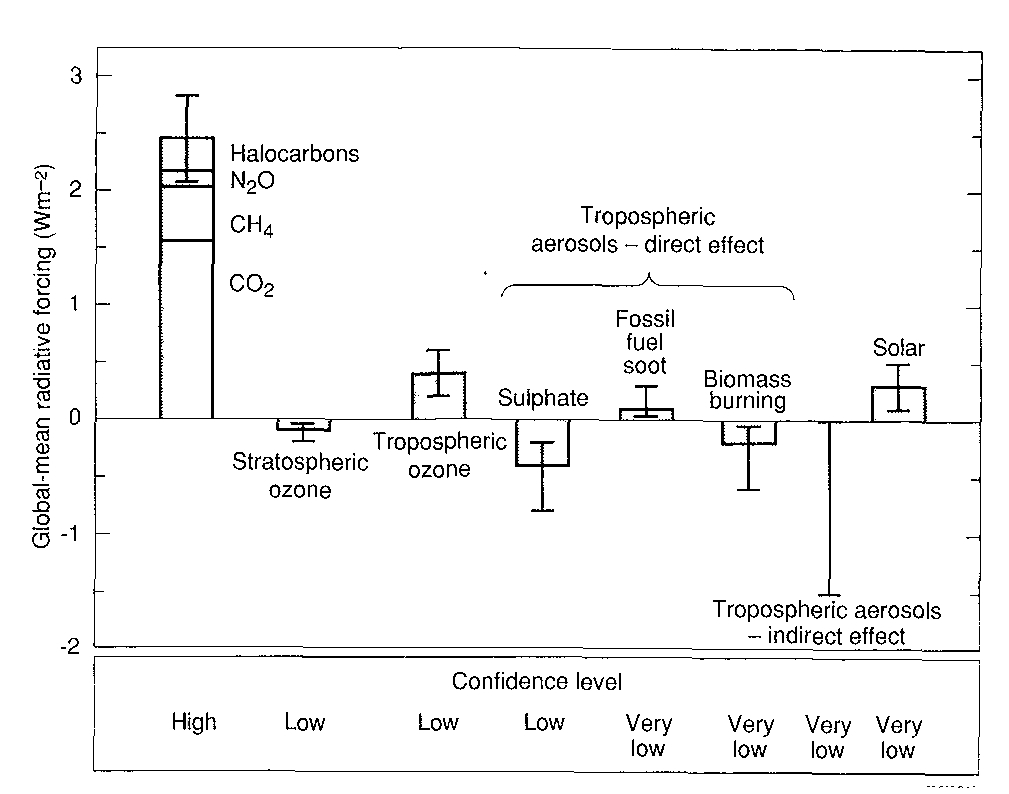 3
2
1
0
-1
-2
Global-mean radiative forcing (Wm⁻²)
Halocarbons
N₂O
CH₄
CO₂
Stratospheric
ozone
Tropospheric
ozone
Tropospheric
aerosols – direct effect
Sulphate
Fossil
fuel
soot
Biomass
burning
Tropospheric aerosols
– indirect effect
Solar
Confidence level
High Low Low Low Very low Very low Very low Very low